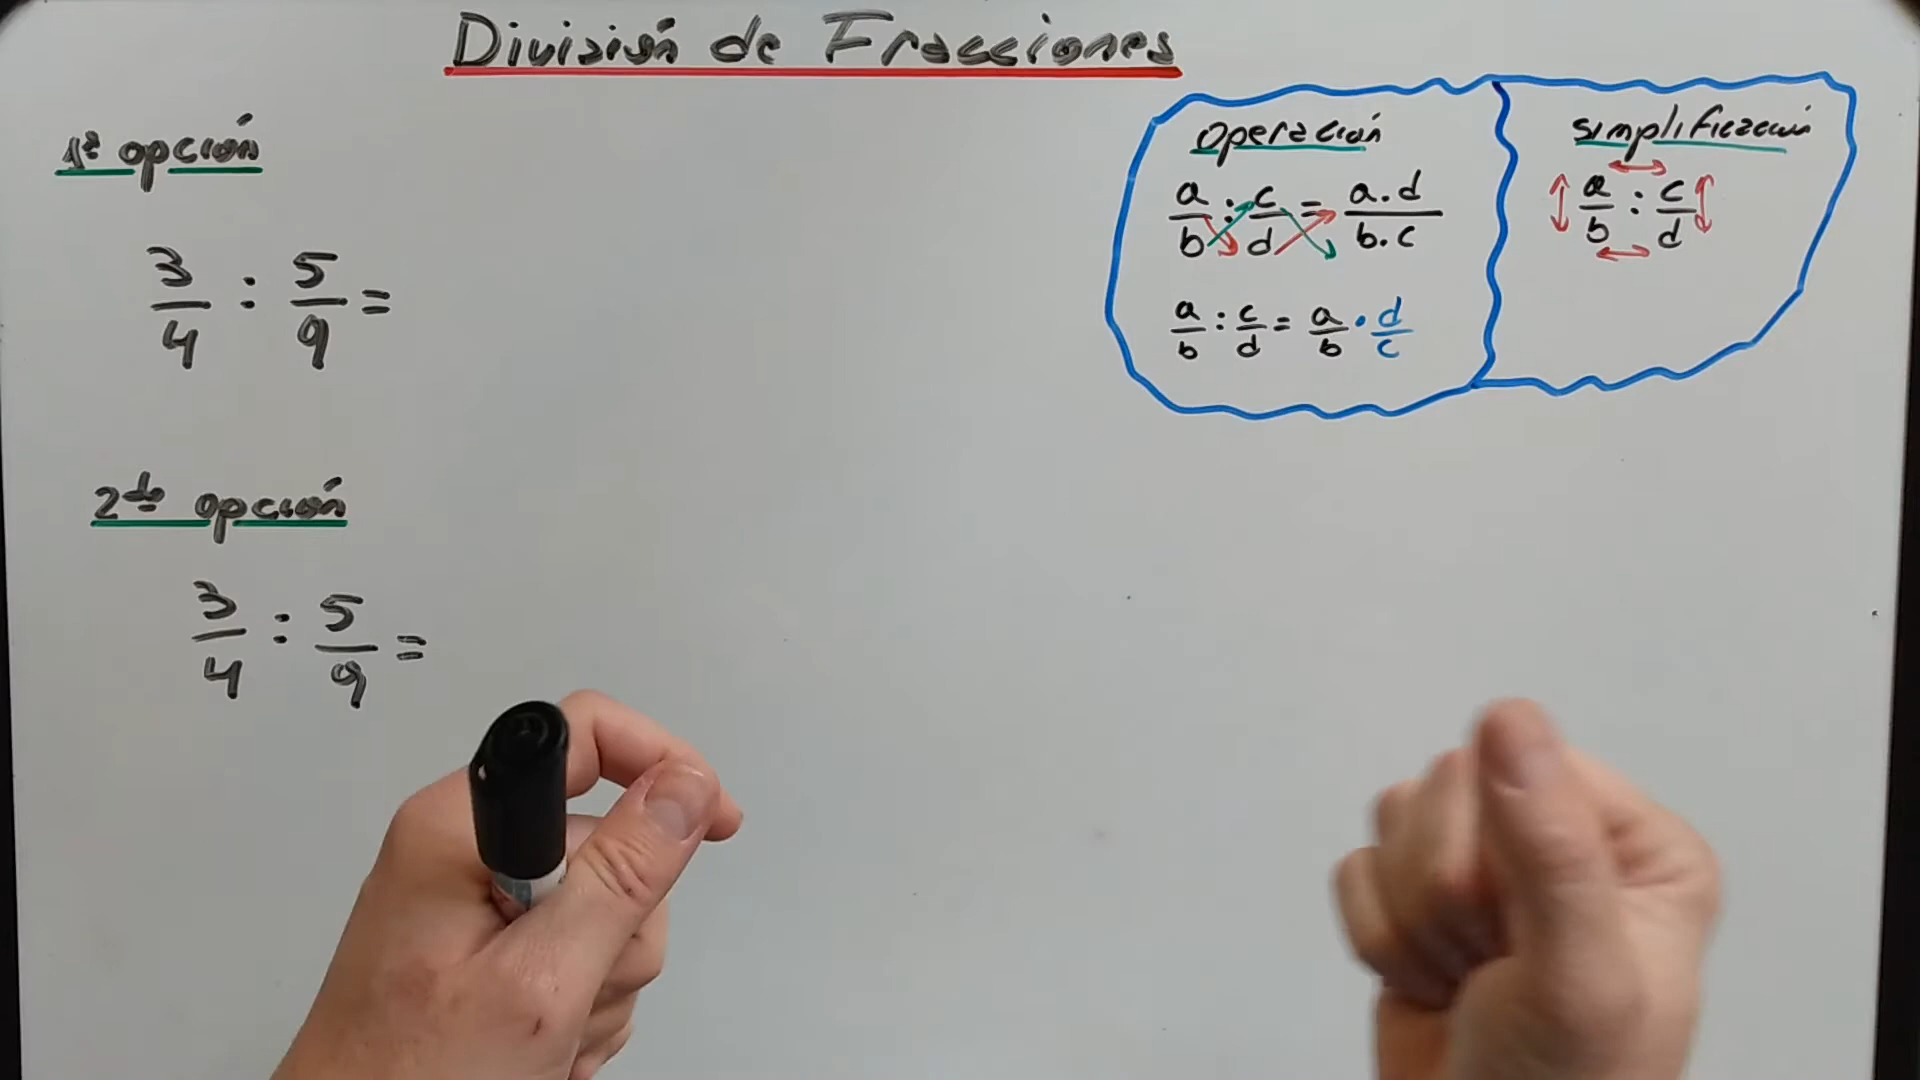 División de Fracciones
1ª opción
3/4 : 5/9 =
2da opción
3/4 : 5/9 =
operación
a/b : c/d = a.d/b.c
a/b : c/d = a/b · d/c
simplificación
a/b : c/d